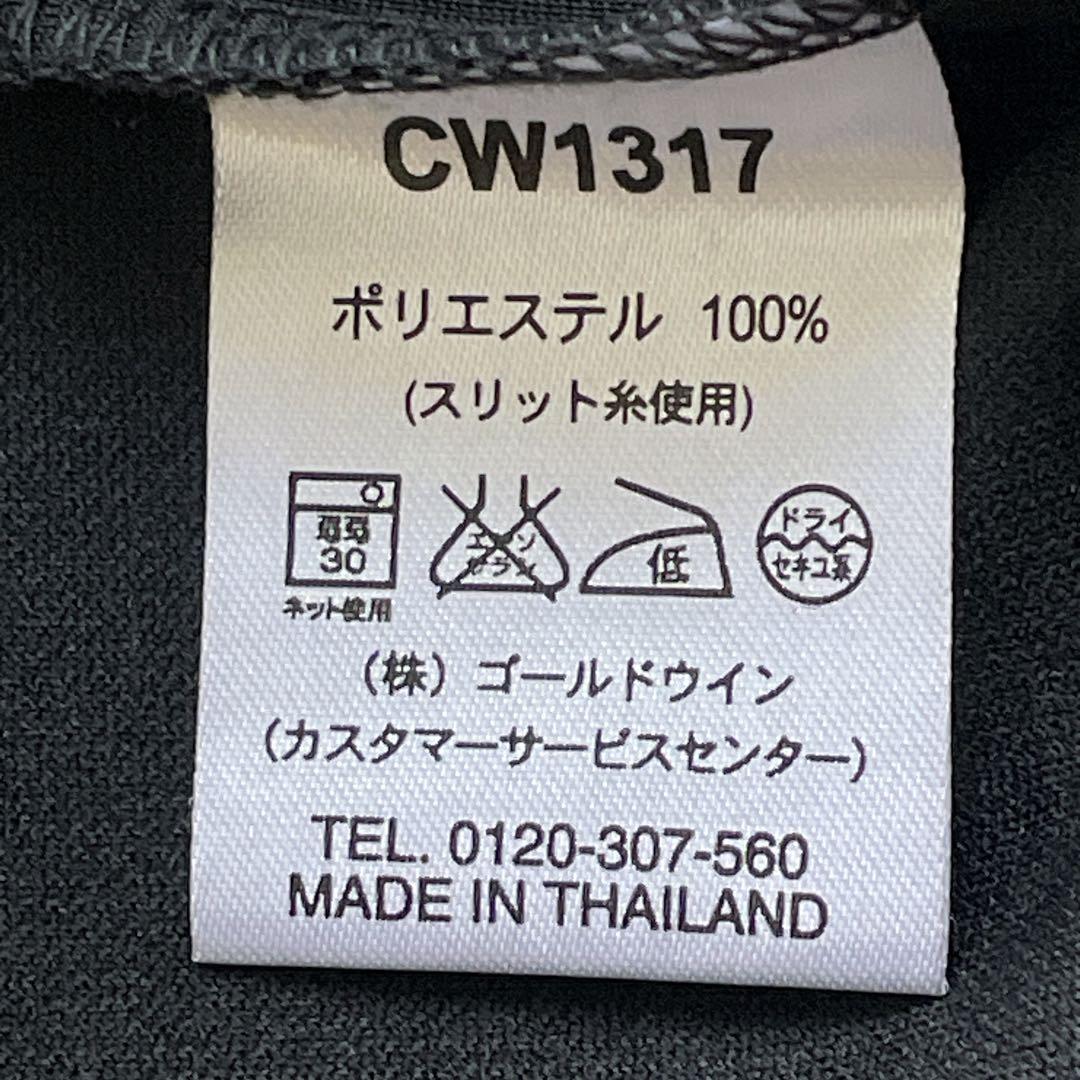 CW1317
ポリエステル 100%
(スリット糸使用)
30
ネット使用
低
ドライ
セキユ系
(株) ゴールドウイン
(カスタマーサービスセンター)
TEL. 0120-307-560
MADE IN THAILAND